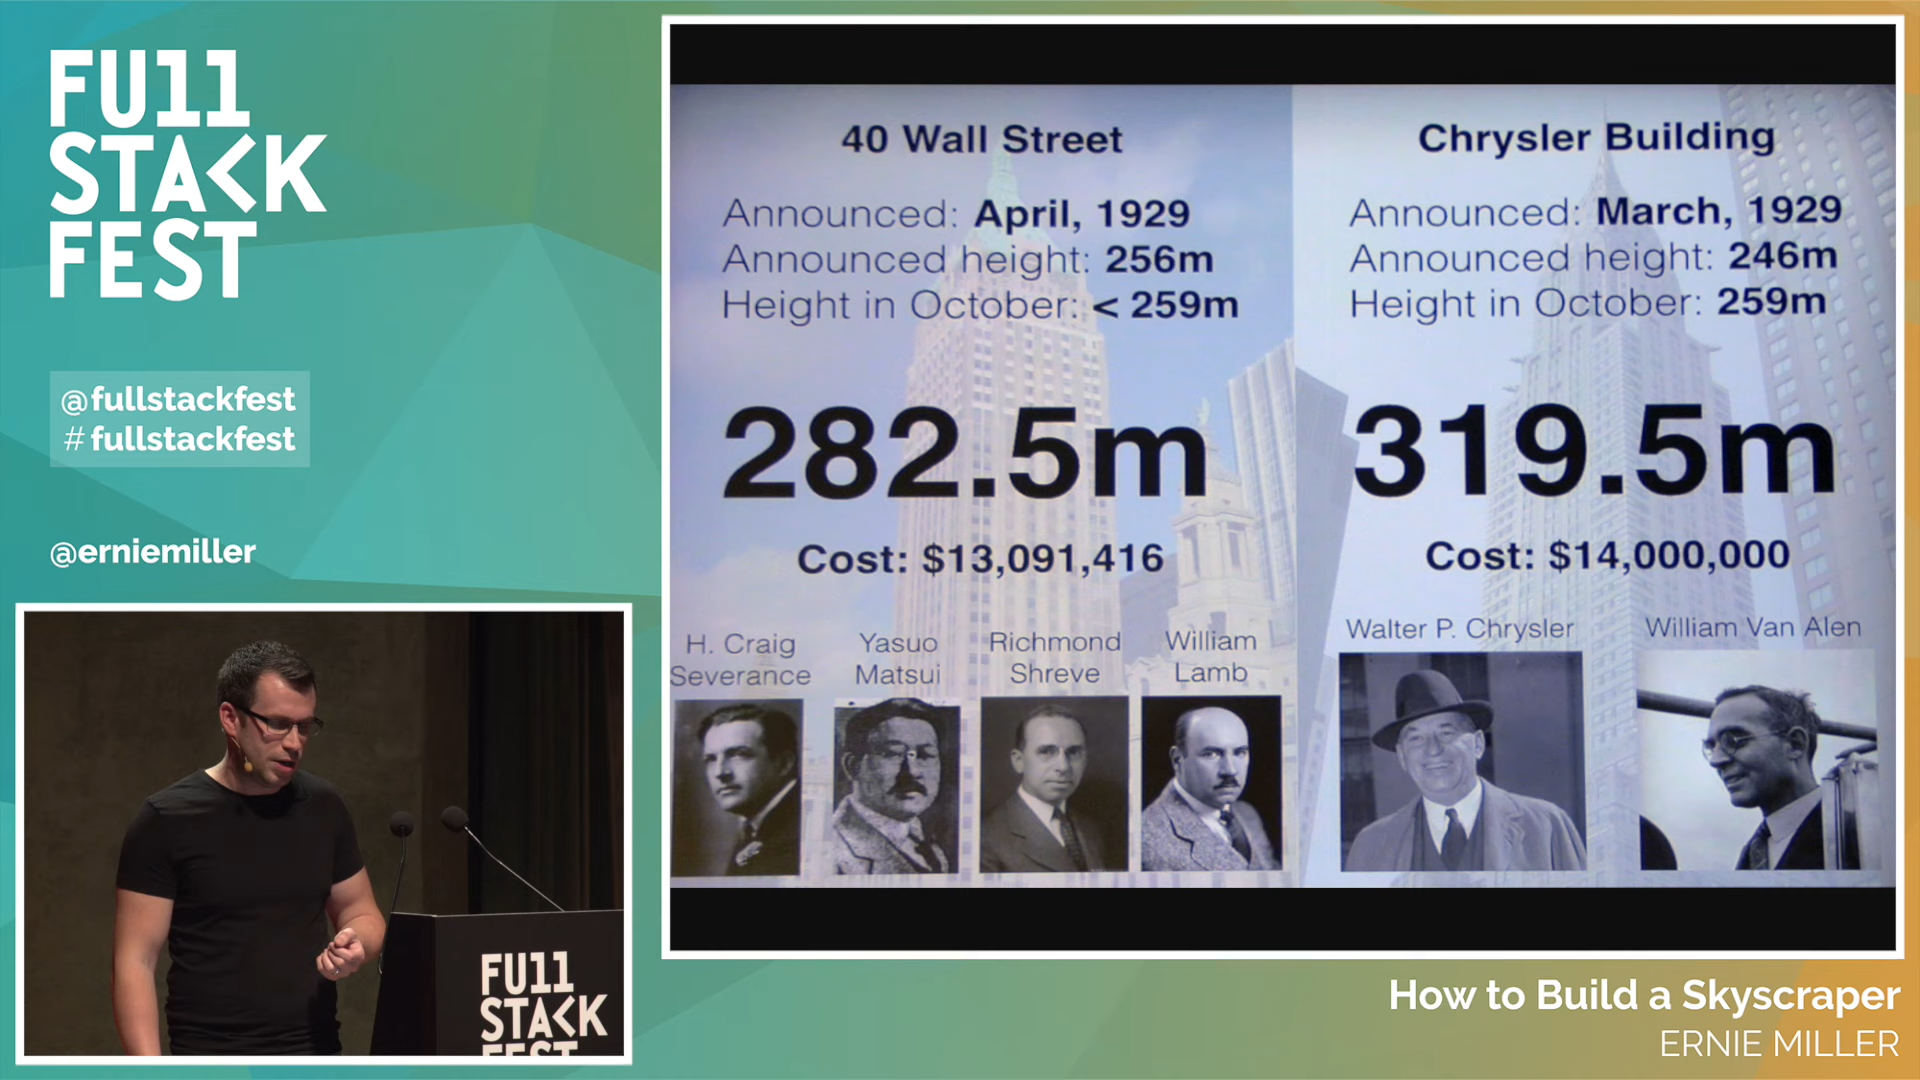 FU11
STACK
FEST
@fullstackfest
#fullstackfest
@erniemiller
40 Wall Street
Announced: April, 1929
Announced height: 256m
Height in October: < 259m
282.5m
Cost: $13,091,416
H. Craig
Severance
Yasuo
Matsui
Richmond
Shreve
William
Lamb
Chrysler Building
Announced: March, 1929
Announced height: 246m
Height in October: 259m
319.5m
Cost: $14,000,000
Walter P. Chrysler
William Van Alen
FU11
STACK
FEST
How to Build a Skyscraper
ERNIE MILLER